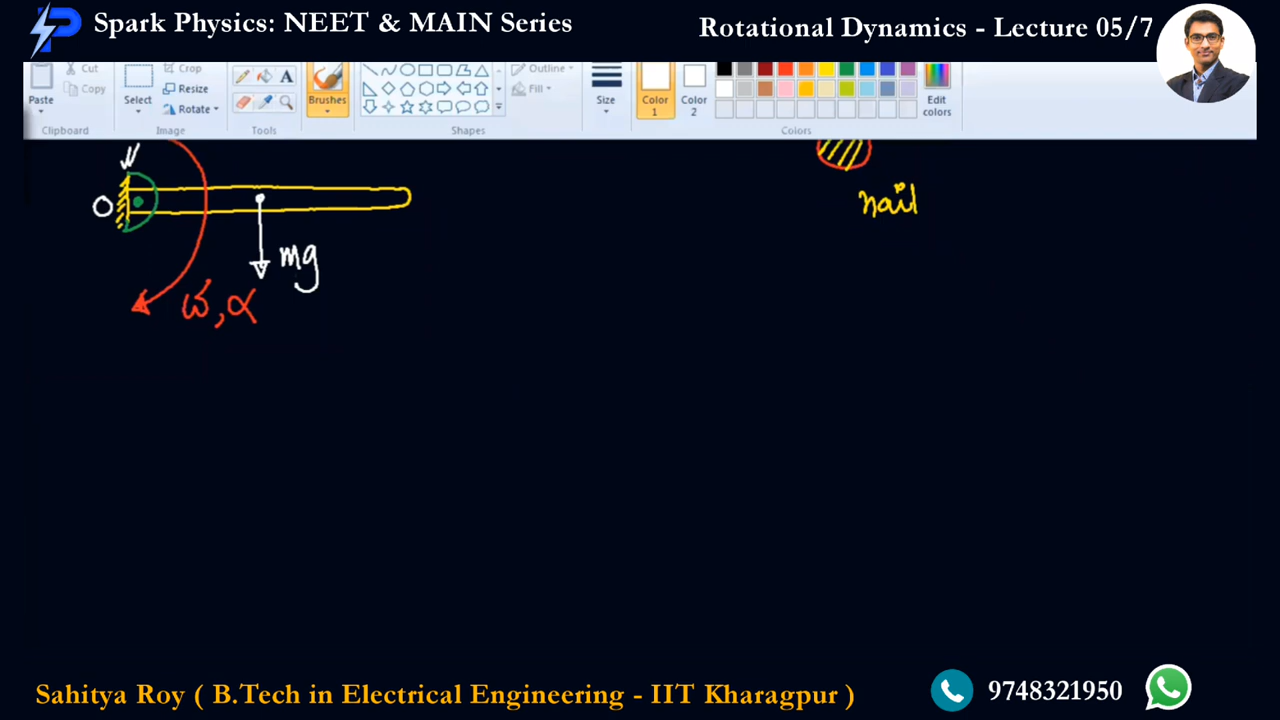 Spark Physics: NEET & MAIN Series
Rotational Dynamics - Lecture 05/7
Paste
Cut
Copy
Clipboard
Select
Crop
Resize
Rotate
Image
A
Tools
Brushes
Shapes
Outline
Fill
Size
Color 1
Color 2
Edit colors
Colors
O
mg
ω, α
nail
Sahitya Roy ( B.Tech in Electrical Engineering - IIT Kharagpur )
9748321950